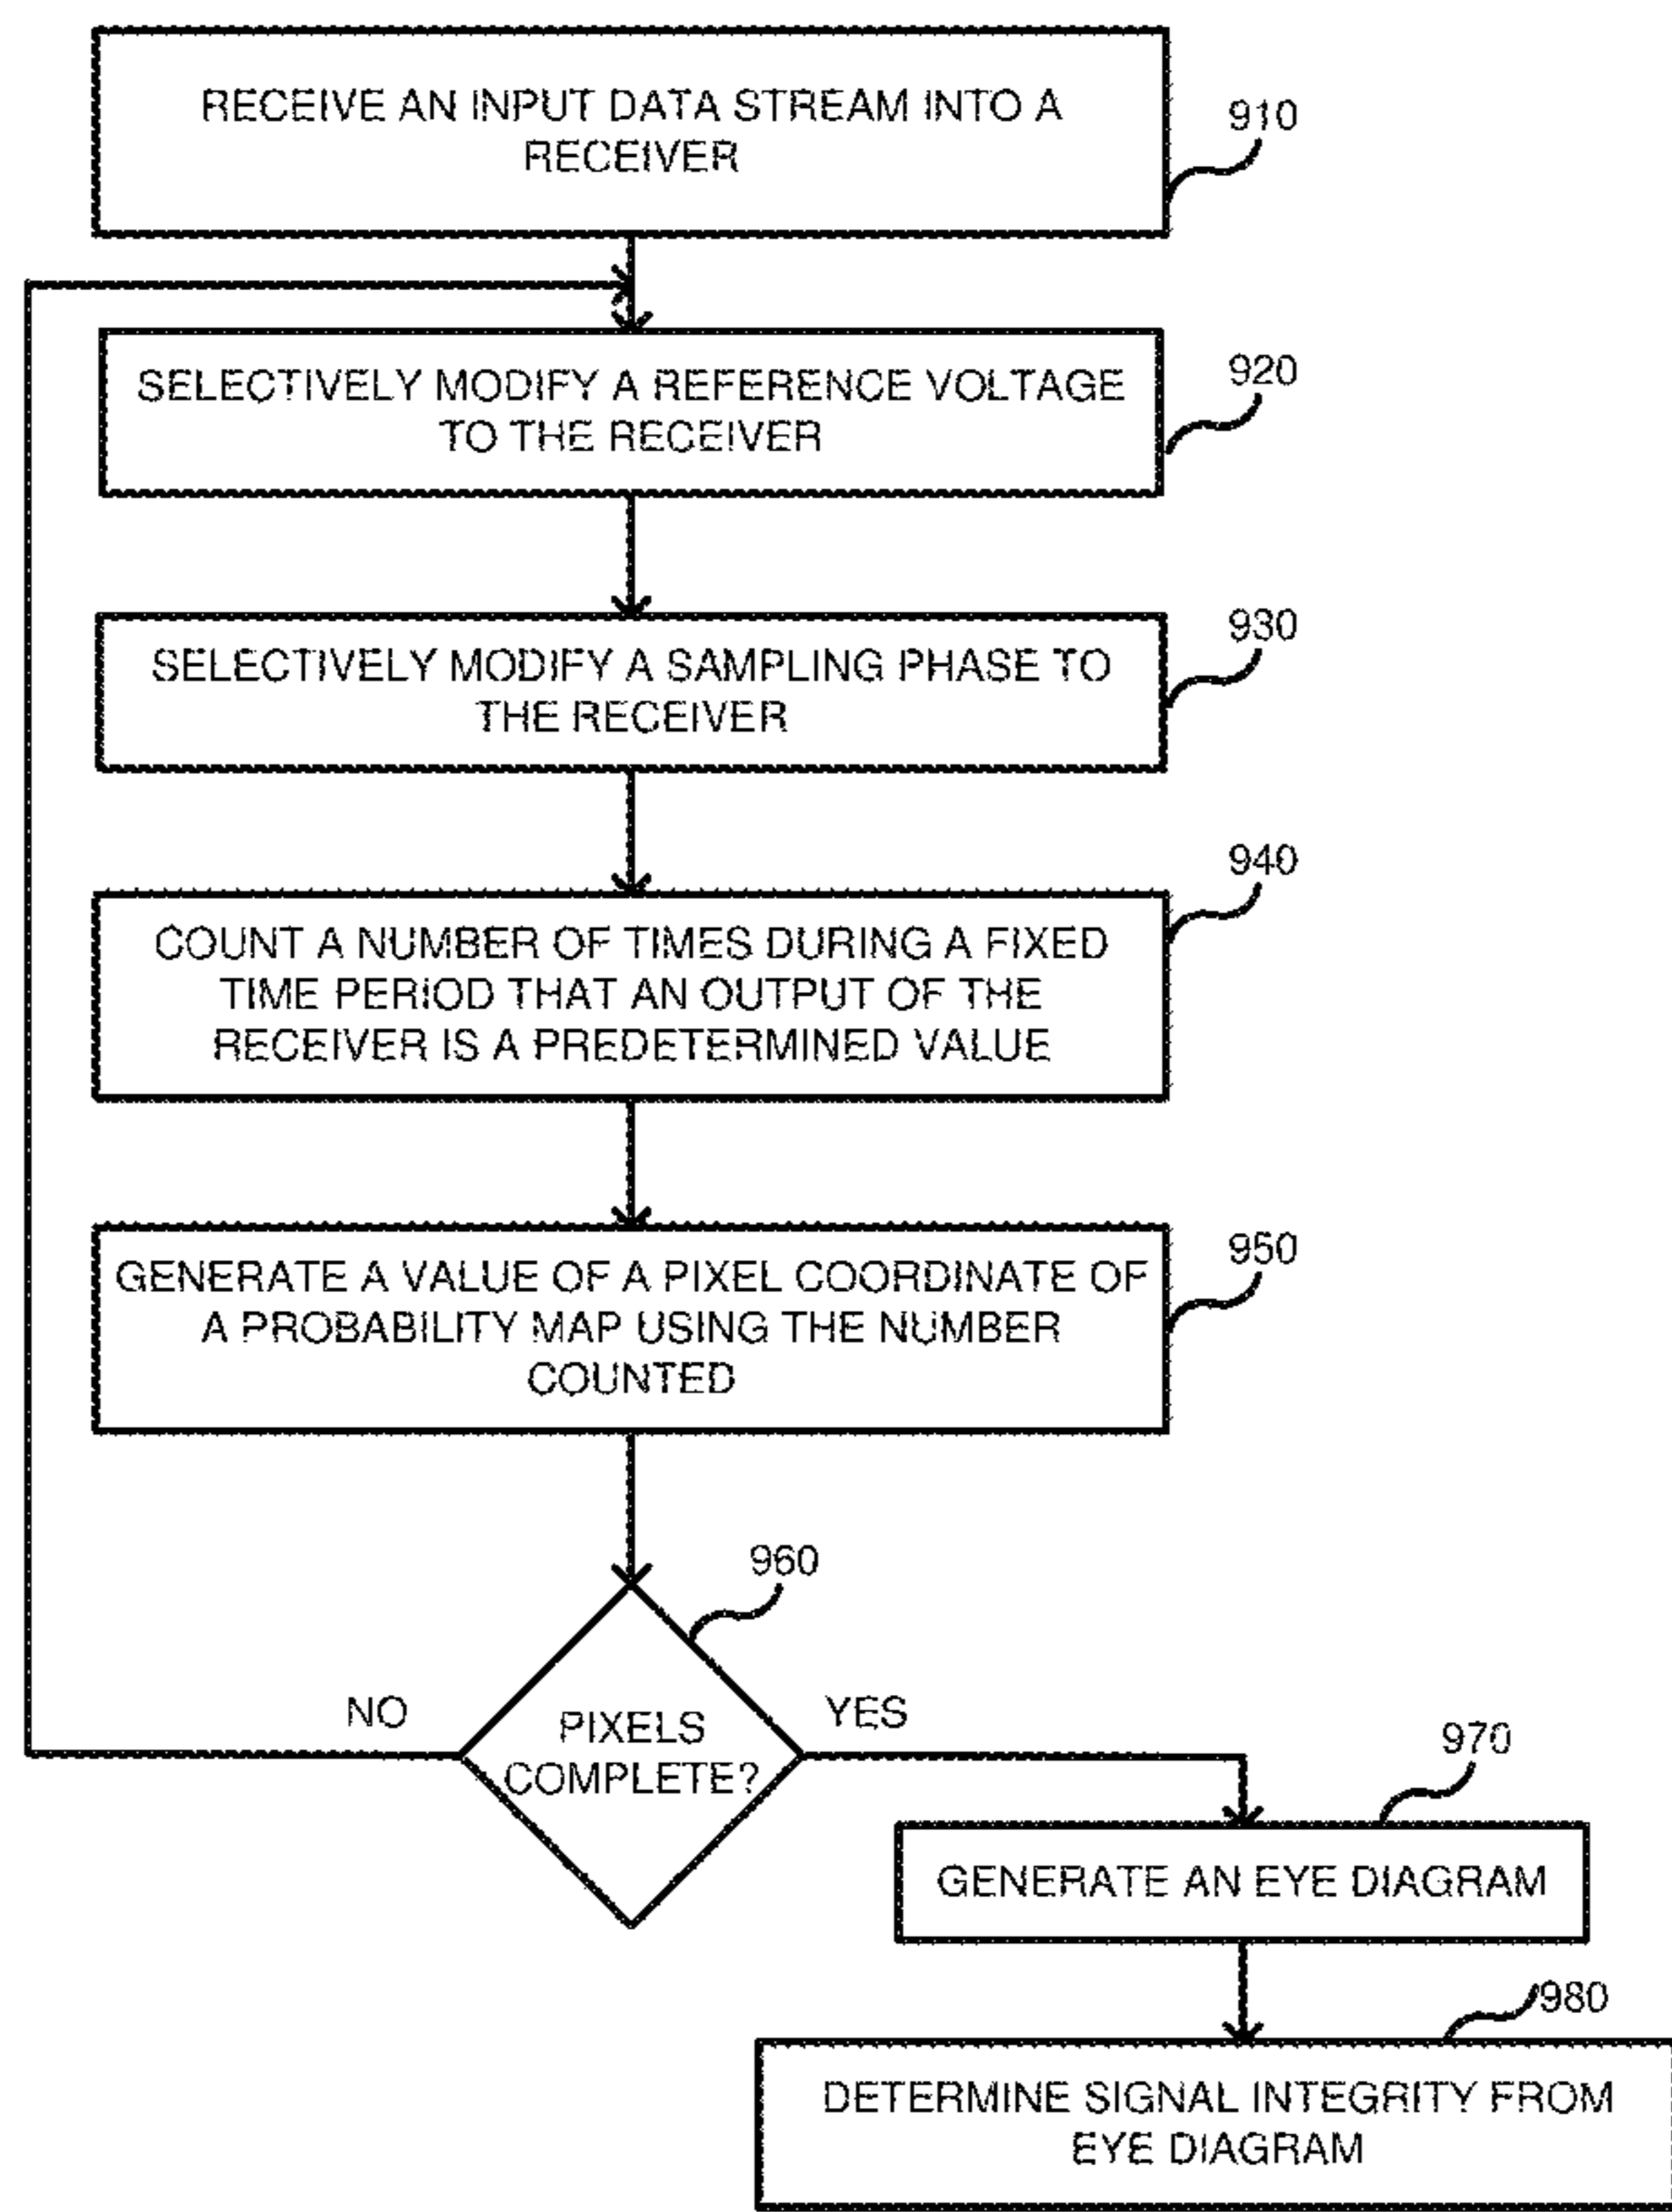 RECEIVE AN INPUT DATA STREAM INTO A
RECEIVER
910
SELECTIVELY MODIFY A REFERENCE VOLTAGE
TO THE RECEIVER
920
SELECTIVELY MODIFY A SAMPLING PHASE TO
THE RECEIVER
930
COUNT A NUMBER OF TIMES DURING A FIXED
TIME PERIOD THAT AN OUTPUT OF THE
RECEIVER IS A PREDETERMINED VALUE
940
GENERATE A VALUE OF A PIXEL COORDINATE OF
A PROBABILITY MAP USING THE NUMBER
COUNTED
950
960
PIXELS
COMPLETE?
NO
YES
970
GENERATE AN EYE DIAGRAM
980
DETERMINE SIGNAL INTEGRITY FROM
EYE DIAGRAM